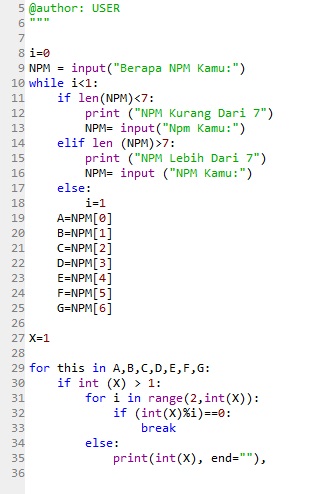 5 @author: USER
6 """
7
8 i=0
9 NPM = input("Berapa NPM Kamu:")
10 while i<1:
11     if len(NPM)<7:
12         print ("NPM Kurang Dari 7")
13         NPM= input("Npm Kamu:")
14     elif len (NPM)>7:
15         print ("NPM Lebih Dari 7")
16         NPM= input ("NPM Kamu:")
17     else:
18         i=1
19     A=NPM[0]
20     B=NPM[1]
21     C=NPM[2]
22     D=NPM[3]
23     E=NPM[4]
24     F=NPM[5]
25     G=NPM[6]
26
27 X=1
28
29 for this in A,B,C,D,E,F,G:
30     if int (X) > 1:
31         for i in range(2,int(X)):
32             if (int(X)%i)==0:
33                 break
34         else:
35             print(int(X), end=""),
36